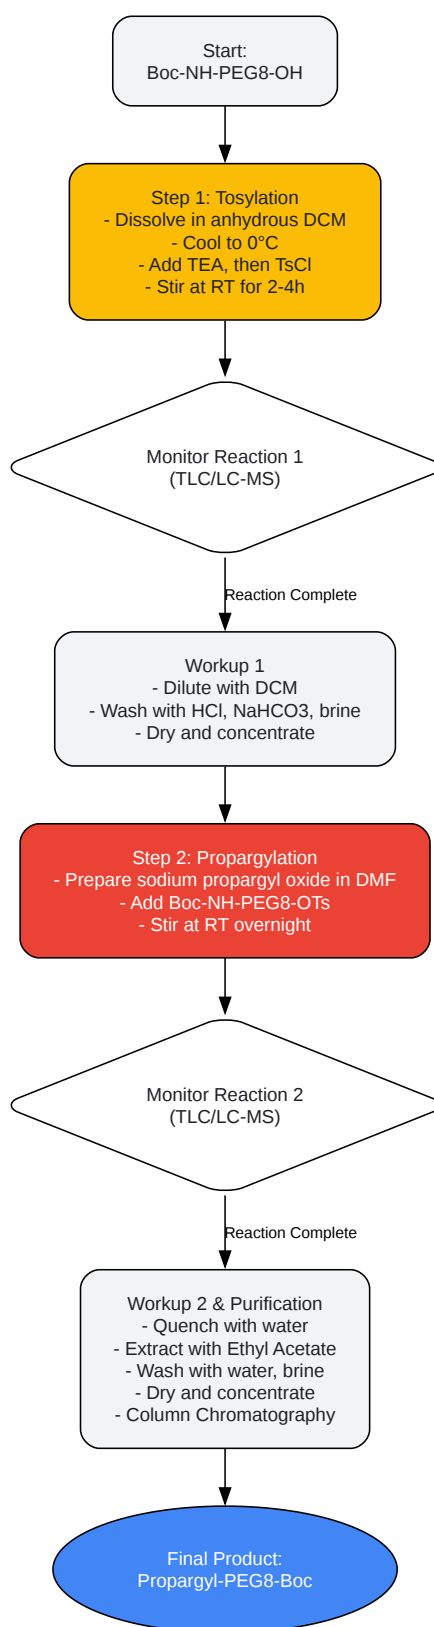 Start:
Boc-NH-PEG8-OH
Step 1: Tosylation
- Dissolve in anhydrous DCM
- Cool to 0°C
- Add TEA, then TsCl
- Stir at RT for 2-4h
Monitor Reaction 1
(TLC/LC-MS)
Reaction Complete
Workup 1
- Dilute with DCM
- Wash with HCl, NaHCO3, brine
- Dry and concentrate
Step 2: Propargylation
- Prepare sodium propargyl oxide in DMF
- Add Boc-NH-PEG8-OTs
- Stir at RT overnight
Monitor Reaction 2
(TLC/LC-MS)
Reaction Complete
Workup 2 & Purification
- Quench with water
- Extract with Ethyl Acetate
- Wash with water, brine
- Dry and concentrate
- Column Chromatography
Final Product:
Propargyl-PEG8-Boc